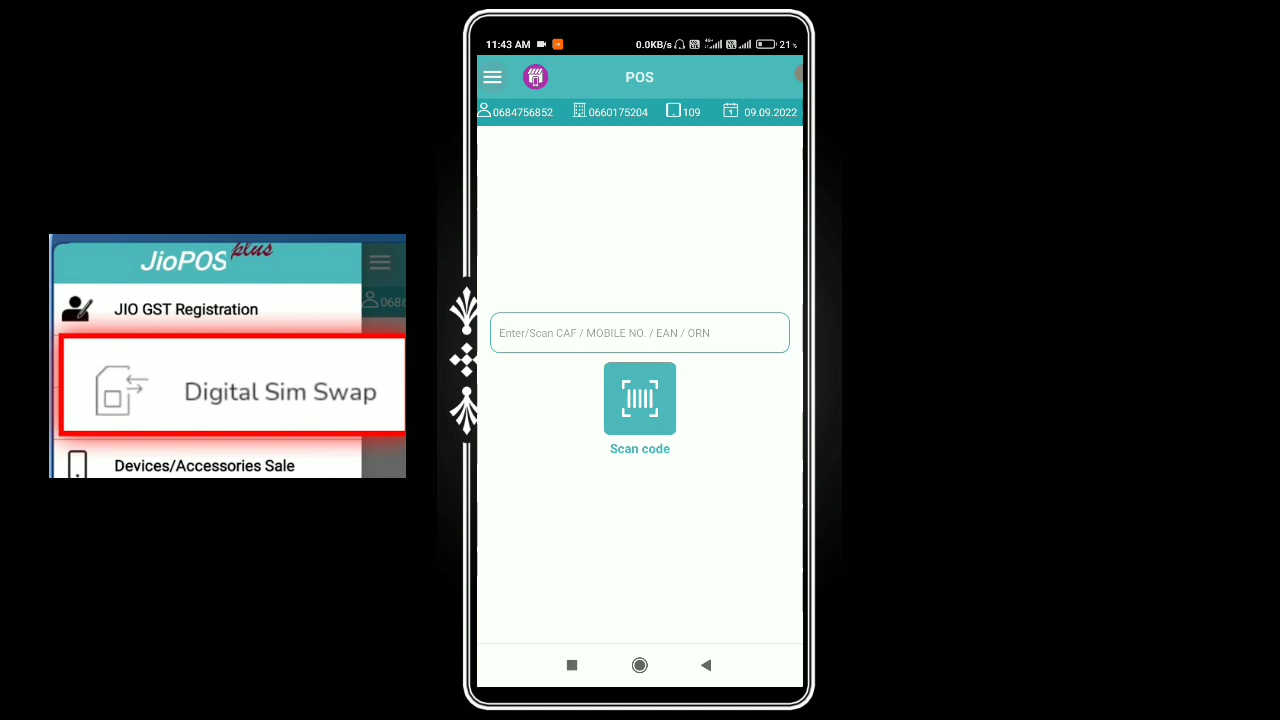 11:43 AM 0.0KB/s 21
POS
0684756852 0660175204 109 09.09.2022
Enter/Scan CAF / MOBILE NO. / EAN / ORN
Scan code
JioPOS plus
JIO GST Registration
Digital Sim Swap
Devices/Accessories Sale